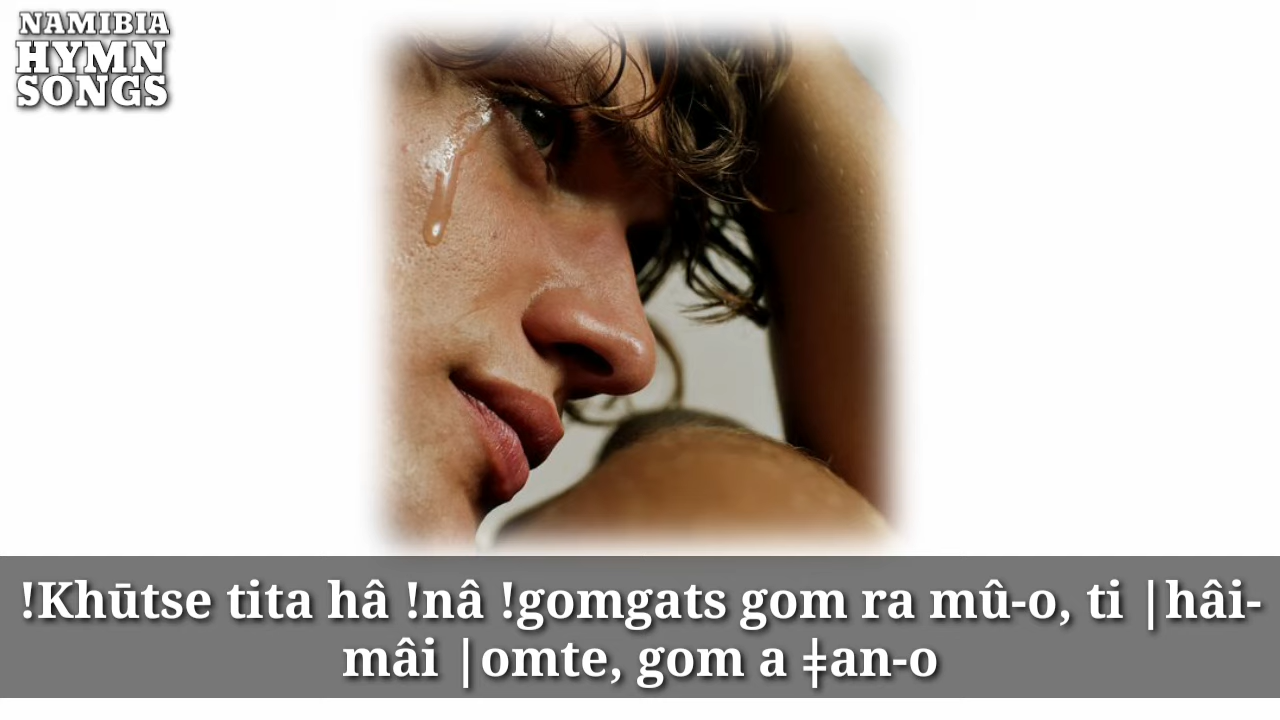 NAMIBIA
HYMN
SONGS
!Khūtse tita hâ !nâ !gomgats gom ra mû-o, ti |hâi-
mâi |omte, gom a ǂan-o